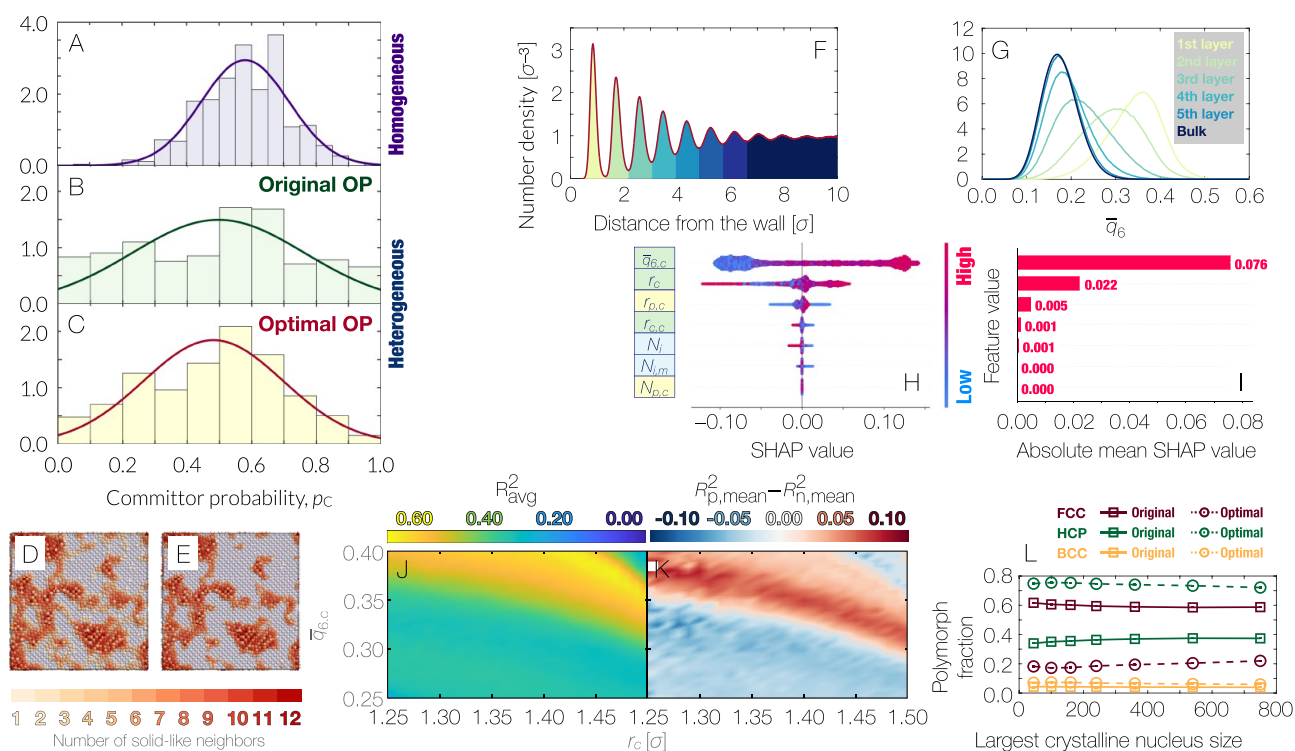 4.0
A
2.0
0.0
Homogeneous
B
Original OP
2.0
1.0
0.0
C
Optimal OP
2.0
1.0
0.0
Heterogeneous
0.0 0.2 0.4 0.6 0.8 1.0
Committor probability, pC
F
Number density [σ−3]
3
2
1
0
0 2 4 6 8 10
Distance from the wall [σ]
G
12
10
8
6
4
2
0
1st layer
2nd layer
3rd layer
4th layer
5th layer
Bulk
0.0 0.1 0.2 0.3 0.4 0.5 0.6
q̅6
q̅6,c
rc
rp,c
rc,c
Ni
Ni,m
Np,c
H
−0.10 0.00 0.10
SHAP value
High
Feature value
Low
0.076
0.022
0.005
0.001
0.001
0.000
0.000
I
0.00 0.02 0.04 0.06 0.08
Absolute mean SHAP value
D
E
1 2 3 4 5 6 7 8 9 10 11 12
Number of solid-like neighbors
R2avg
0.60 0.40 0.20 0.00
R2p,mean−R2n,mean
-0.10 -0.05 0.00 0.05 0.10
J
K
0.40
0.35
0.30
0.25
q̅6,c
1.25 1.30 1.35 1.40 1.45 1.25 1.30 1.35 1.40 1.45 1.50
rc [σ]
FCC Original Optimal
HCP Original Optimal
BCC Original Optimal
L
Polymorph
fraction
0.8
0.6
0.4
0.2
0.0
0 200 400 600 800
Largest crystalline nucleus size